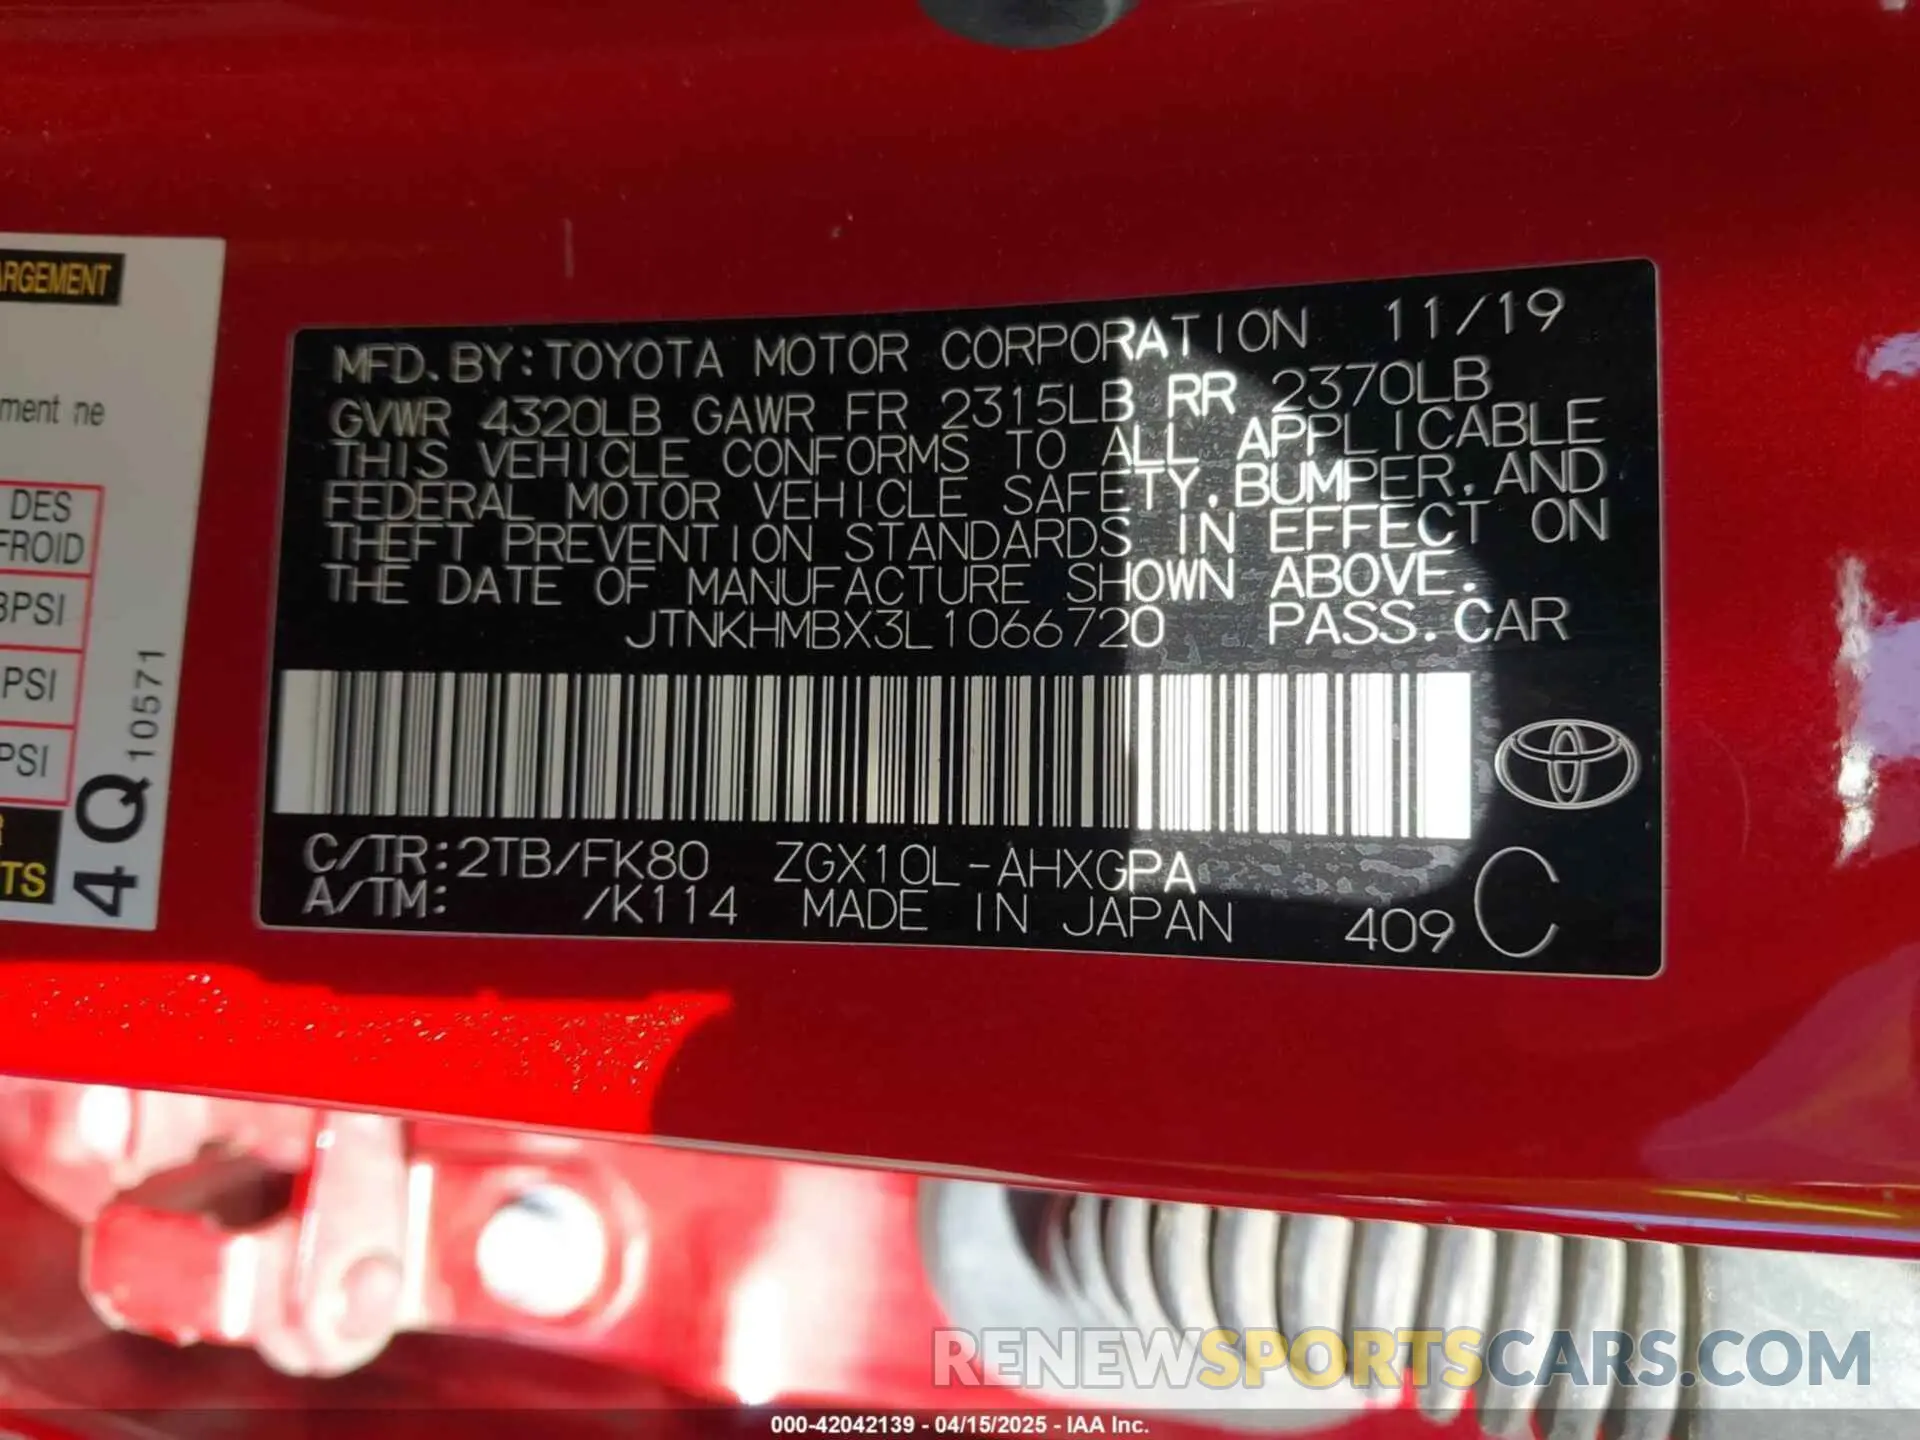 ARGEMENT
ment ne
DES
FROID
PSI
PSI
PSI
TS
4Q
10571
MFD. BY: TOYOTA MOTOR CORPORATION 11/19
GVWR 4320LB GAWR FR 2315LB RR 2370LB
THIS VEHICLE CONFORMS TO ALL APPLICABLE
FEDERAL MOTOR VEHICLE SAFETY, BUMPER, AND
THEFT PREVENTION STANDARDS IN EFFECT ON
THE DATE OF MANUFACTURE SHOWN ABOVE.
JTNKHMBX3L1066720 PASS. CAR
C/TR: 2TB/FK80 ZGX10L-AHXGPA
A/TM: /K114 MADE IN JAPAN 409 C
RENEWSPORTSCARS.COM
000-42042139 - 04/15/2025 - IAA Inc.